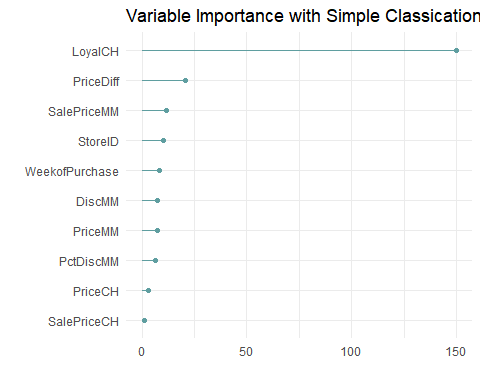 Variable Importance with Simple Classication
LoyalCH
PriceDiff
SalePriceMM
StoreID
WeekofPurchase
DiscMM
PriceMM
PctDiscMM
PriceCH
SalePriceCH
0 50 100 150